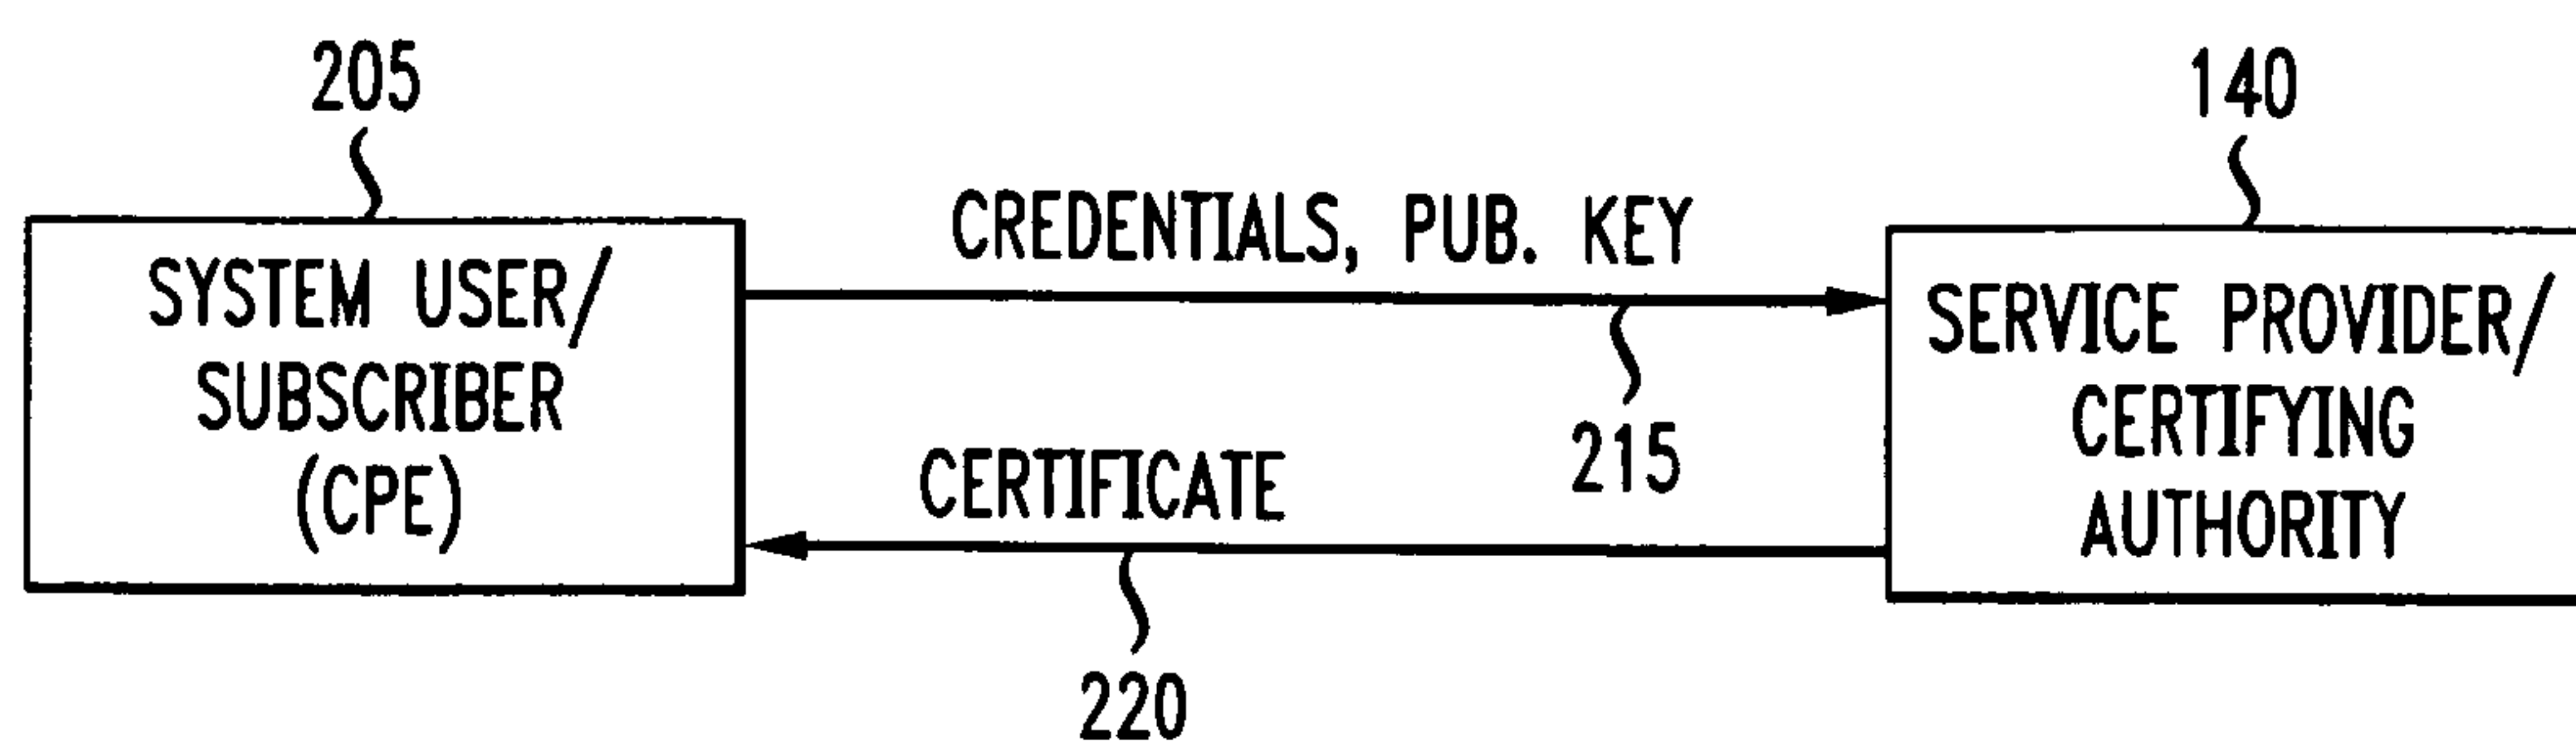 205
140
CREDENTIALS, PUB. KEY
SYSTEM USER/
SUBSCRIBER
(CPE)
SERVICE PROVIDER/
CERTIFYING
AUTHORITY
215
CERTIFICATE
220